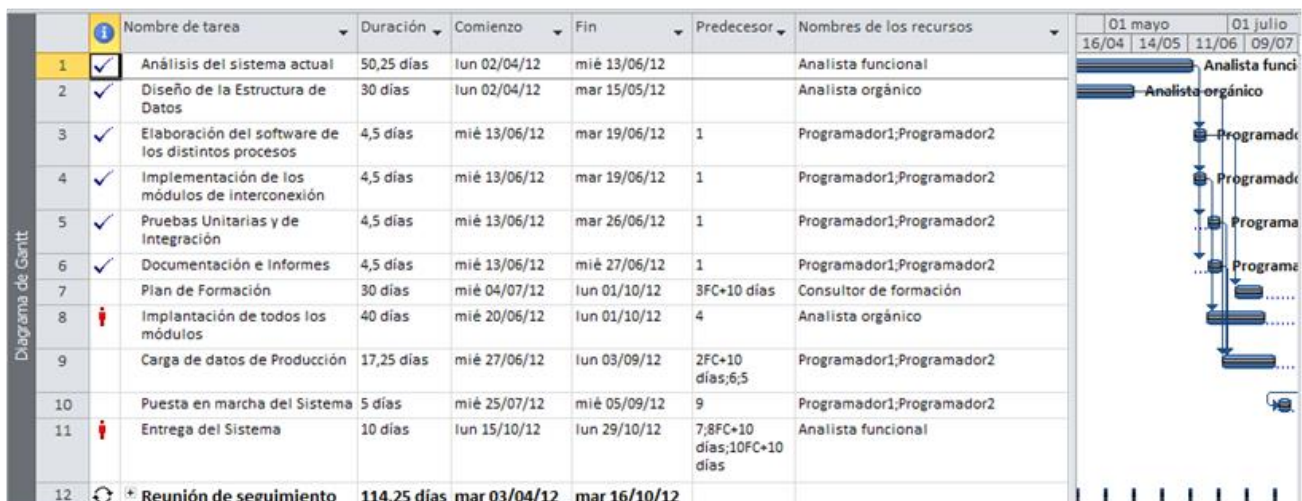 Nombre de tarea Duración Comienzo Fin Predecesor Nombres de los recursos 01 mayo 01 julio
16/04 14/05 11/06 09/07
1 Análisis del sistema actual 50,25 días lun 02/04/12 mié 13/06/12 Analista funcional Analista funci
2 Diseño de la Estructura de 30 días lun 02/04/12 mar 15/05/12 Analista orgánico Analista orgánico
Datos
3 Elaboración del software de 4,5 días mié 13/06/12 mar 19/06/12 1 Programador1;Programador2 Programado
los distintos procesos
4 Implementación de los 4,5 días mié 13/06/12 mar 19/06/12 1 Programador1;Programador2 Programado
módulos de interconexión
5 Pruebas Unitarias y de 4,5 días mié 13/06/12 mar 26/06/12 1 Programador1;Programador2 Programa
Integración
6 Documentación e Informes 4,5 días mié 13/06/12 mié 27/06/12 1 Programador1;Programador2 Programa
7 Plan de Formación 30 días mié 04/07/12 lun 01/10/12 3FC+10 días Consultor de formación
8 Implantación de todos los 40 días mié 20/06/12 lun 01/10/12 4 Analista orgánico
módulos
9 Carga de datos de Producción 17,25 días mié 27/06/12 lun 03/09/12 2FC+10 Programador1;Programador2
días;6;5
10 Puesta en marcha del Sistema 5 días mié 25/07/12 mié 05/09/12 9 Programador1;Programador2
11 Entrega del Sistema 10 días lun 15/10/12 lun 29/10/12 7;8FC+10 Analista funcional
días;10FC+10
días
12 Reunión de seguimiento 114,25 días mar 03/04/12 mar 16/10/12
Diagrama de Gantt